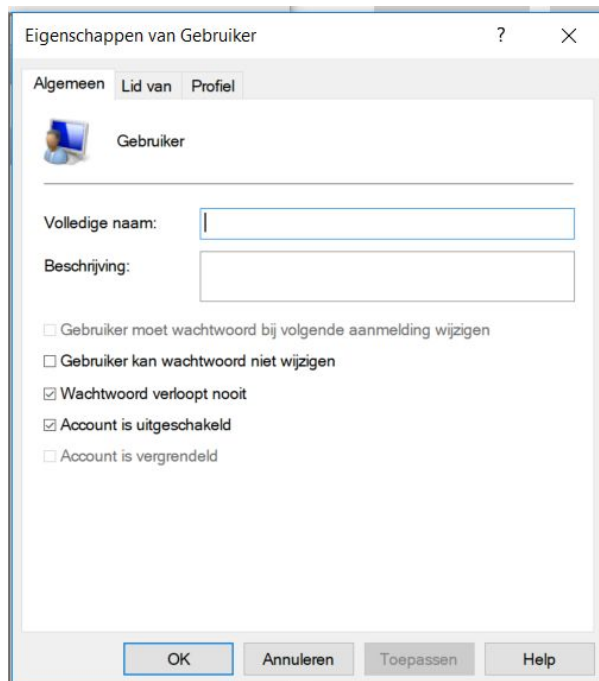 Eigenschappen van Gebruiker ? ×
Algemeen Lid van Profiel
Gebruiker
Volledige naam:
Beschrijving:
Gebruiker moet wachtwoord bij volgende aanmelding wijzigen
Gebruiker kan wachtwoord niet wijzigen
Wachtwoord verloopt nooit
Account is uitgeschakeld
Account is vergrendeld
OK Annuleren Toepassen Help